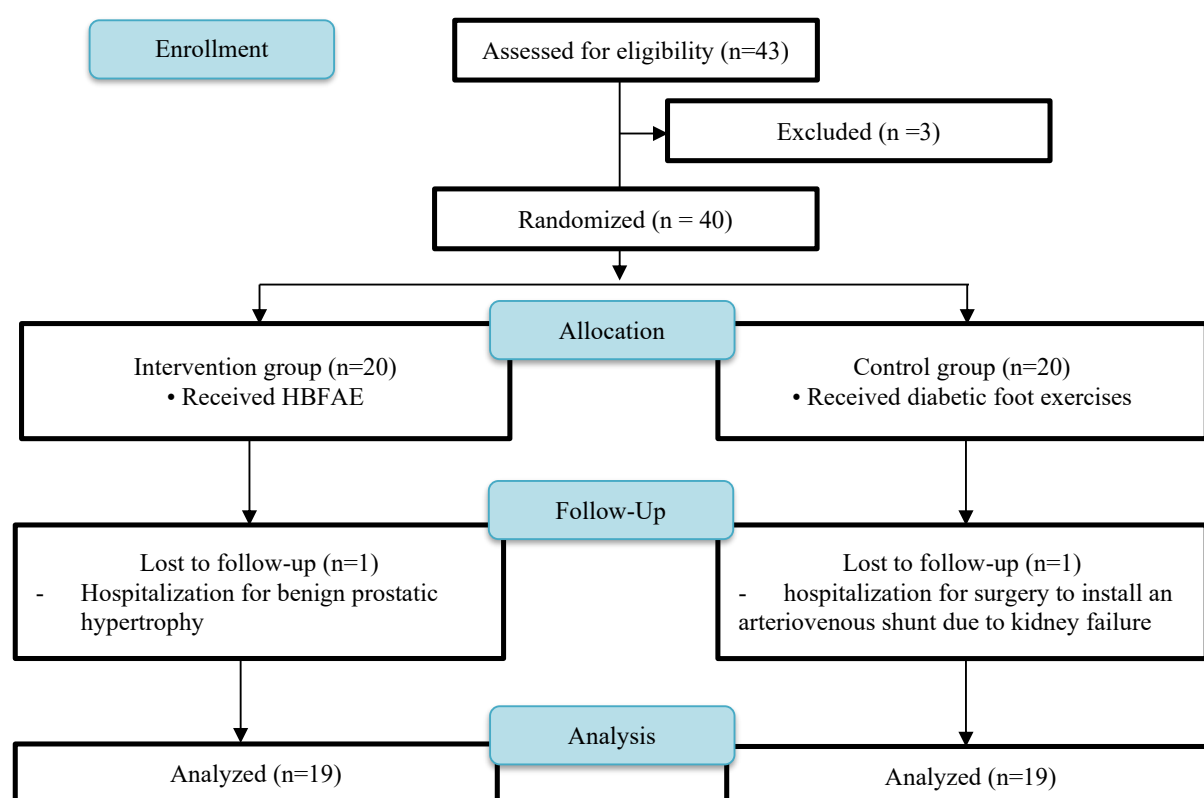 Enrollment
Assessed for eligibility (n=43)
Excluded (n =3)
Randomized (n = 40)
Allocation
Intervention group (n=20)
• Received HBFAE
Control group (n=20)
• Received diabetic foot exercises
Follow-Up
Lost to follow-up (n=1)
- Hospitalization for benign prostatic
hypertrophy
Lost to follow-up (n=1)
- hospitalization for surgery to install an
arteriovenous shunt due to kidney failure
Analysis
Analyzed (n=19)
Analyzed (n=19)